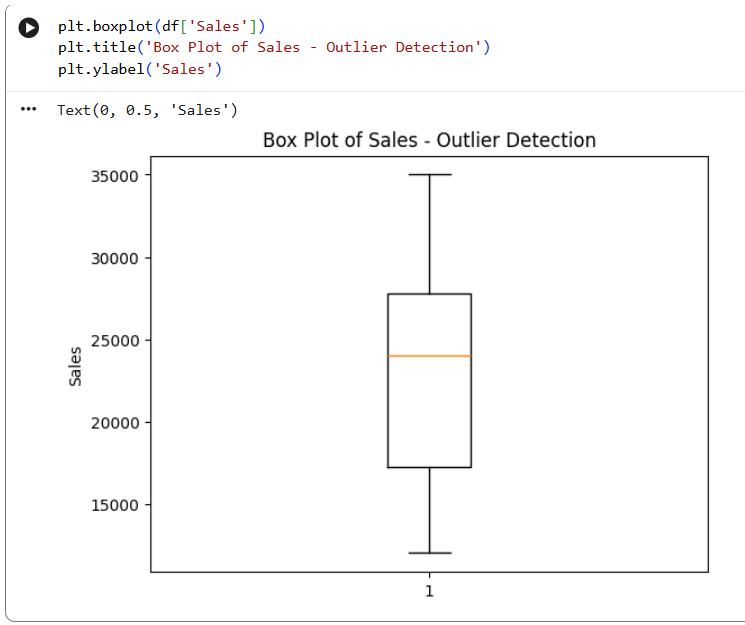 plt.boxplot(df['Sales'])
plt.title('Box Plot of Sales - Outlier Detection')
plt.ylabel('Sales')
Text(0, 0.5, 'Sales')
Box Plot of Sales - Outlier Detection
35000
30000
25000
20000
15000
Sales
1